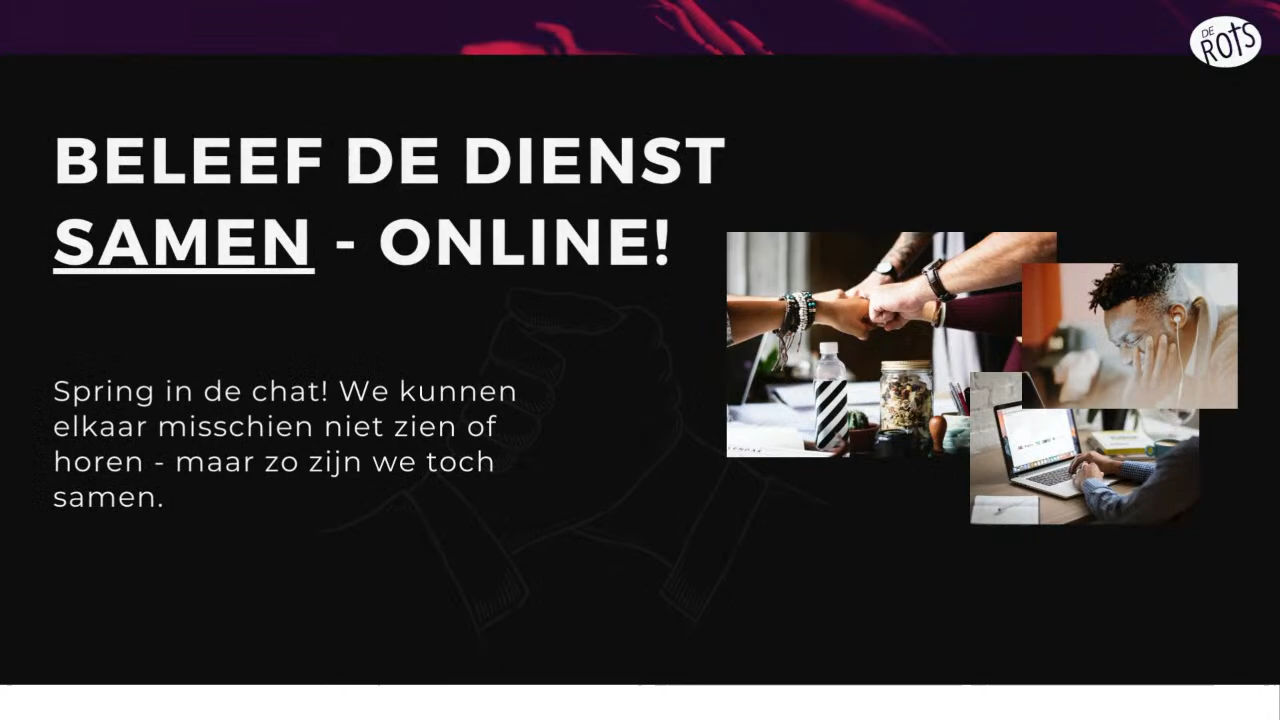 DE
ROTS
BELEEF DE DIENST
SAMEN - ONLINE!
Spring in de chat! We kunnen
elkaar misschien niet zien of
horen - maar zo zijn we toch
samen.